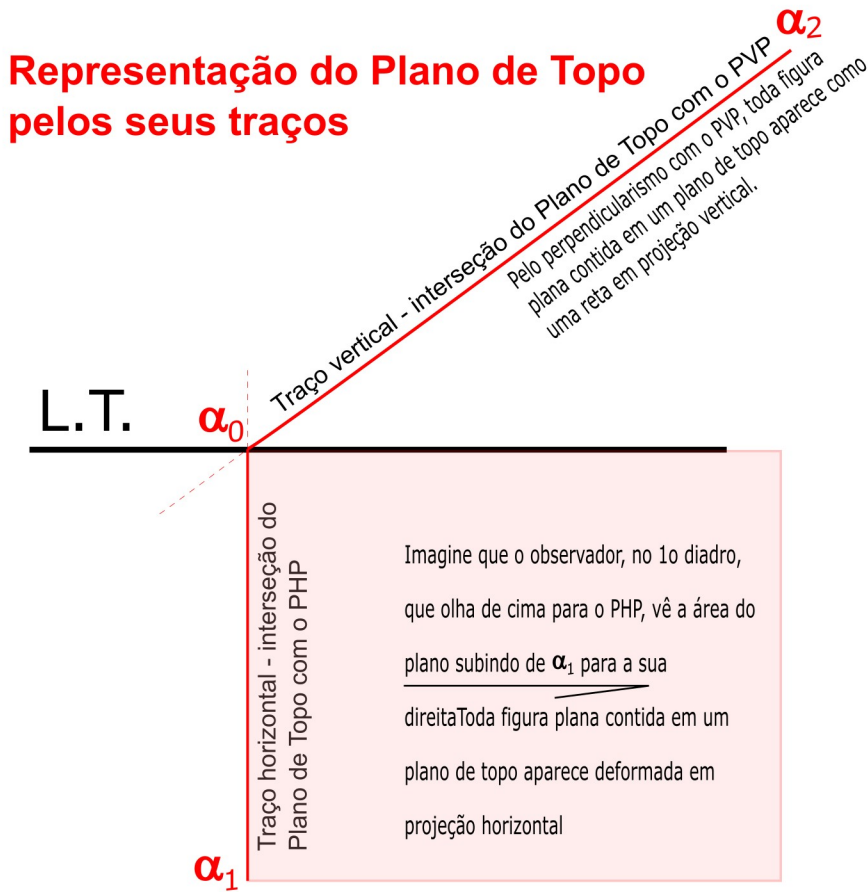 Representação do Plano de Topo
pelos seus traços
α2
Traço vertical - interseção do Plano de Topo com o PVP
Pelo perpendicularismo com o PVP, toda figura
plana contida em um plano de topo aparece como
uma reta em projeção vertical.
L.T.
α0
Traço horizontal - interseção do
Plano de Topo com o PHP
Imagine que o observador, no 1o diadro,
que olha de cima para o PHP, vê a área do
plano subindo de α1 para a sua
direitaToda figura plana contida em um
plano de topo aparece deformada em
projeção horizontal
α1